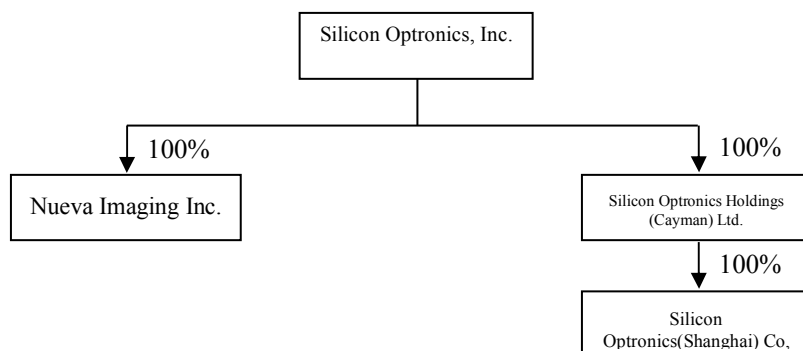 Silicon Optronics, Inc.
100%
100%
Nueva Imaging Inc.
Silicon Optronics Holdings
(Cayman) Ltd.
100%
Silicon
Optronics(Shanghai) Co,